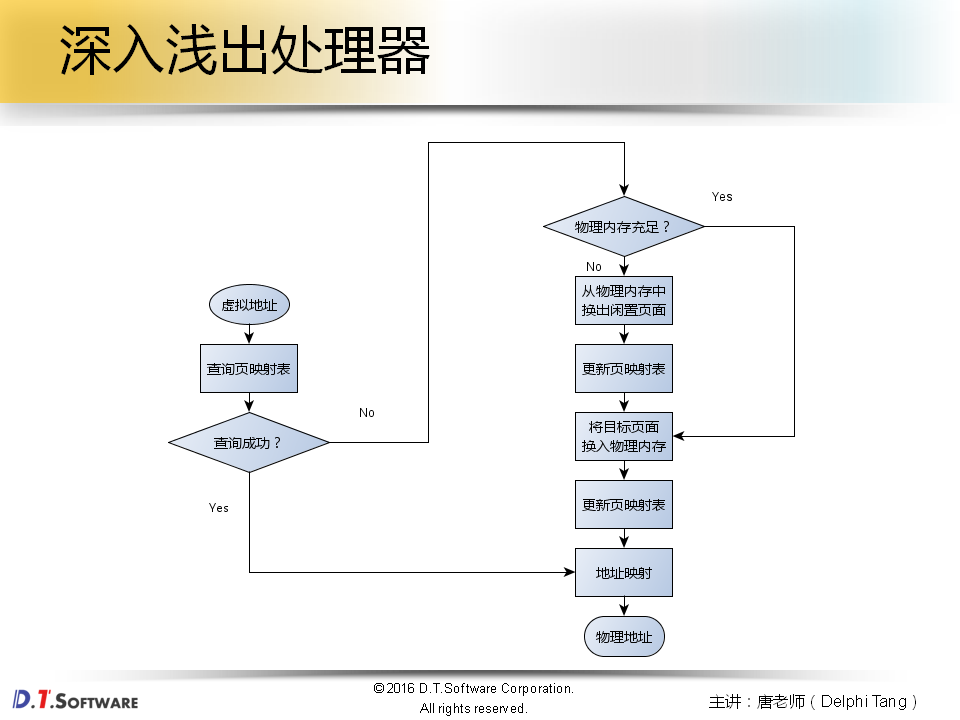 深入浅出处理器
虚拟地址
查询页映射表
查询成功？
No
Yes
物理内存充足？
Yes
No
从物理内存中
换出闲置页面
更新页映射表
将目标页面
换入物理内存
更新页映射表
地址映射
物理地址
D.T.SOFTWARE
©2016 D.T.Software Corporation.
All rights reserved.
主讲：唐老师（Delphi Tang）